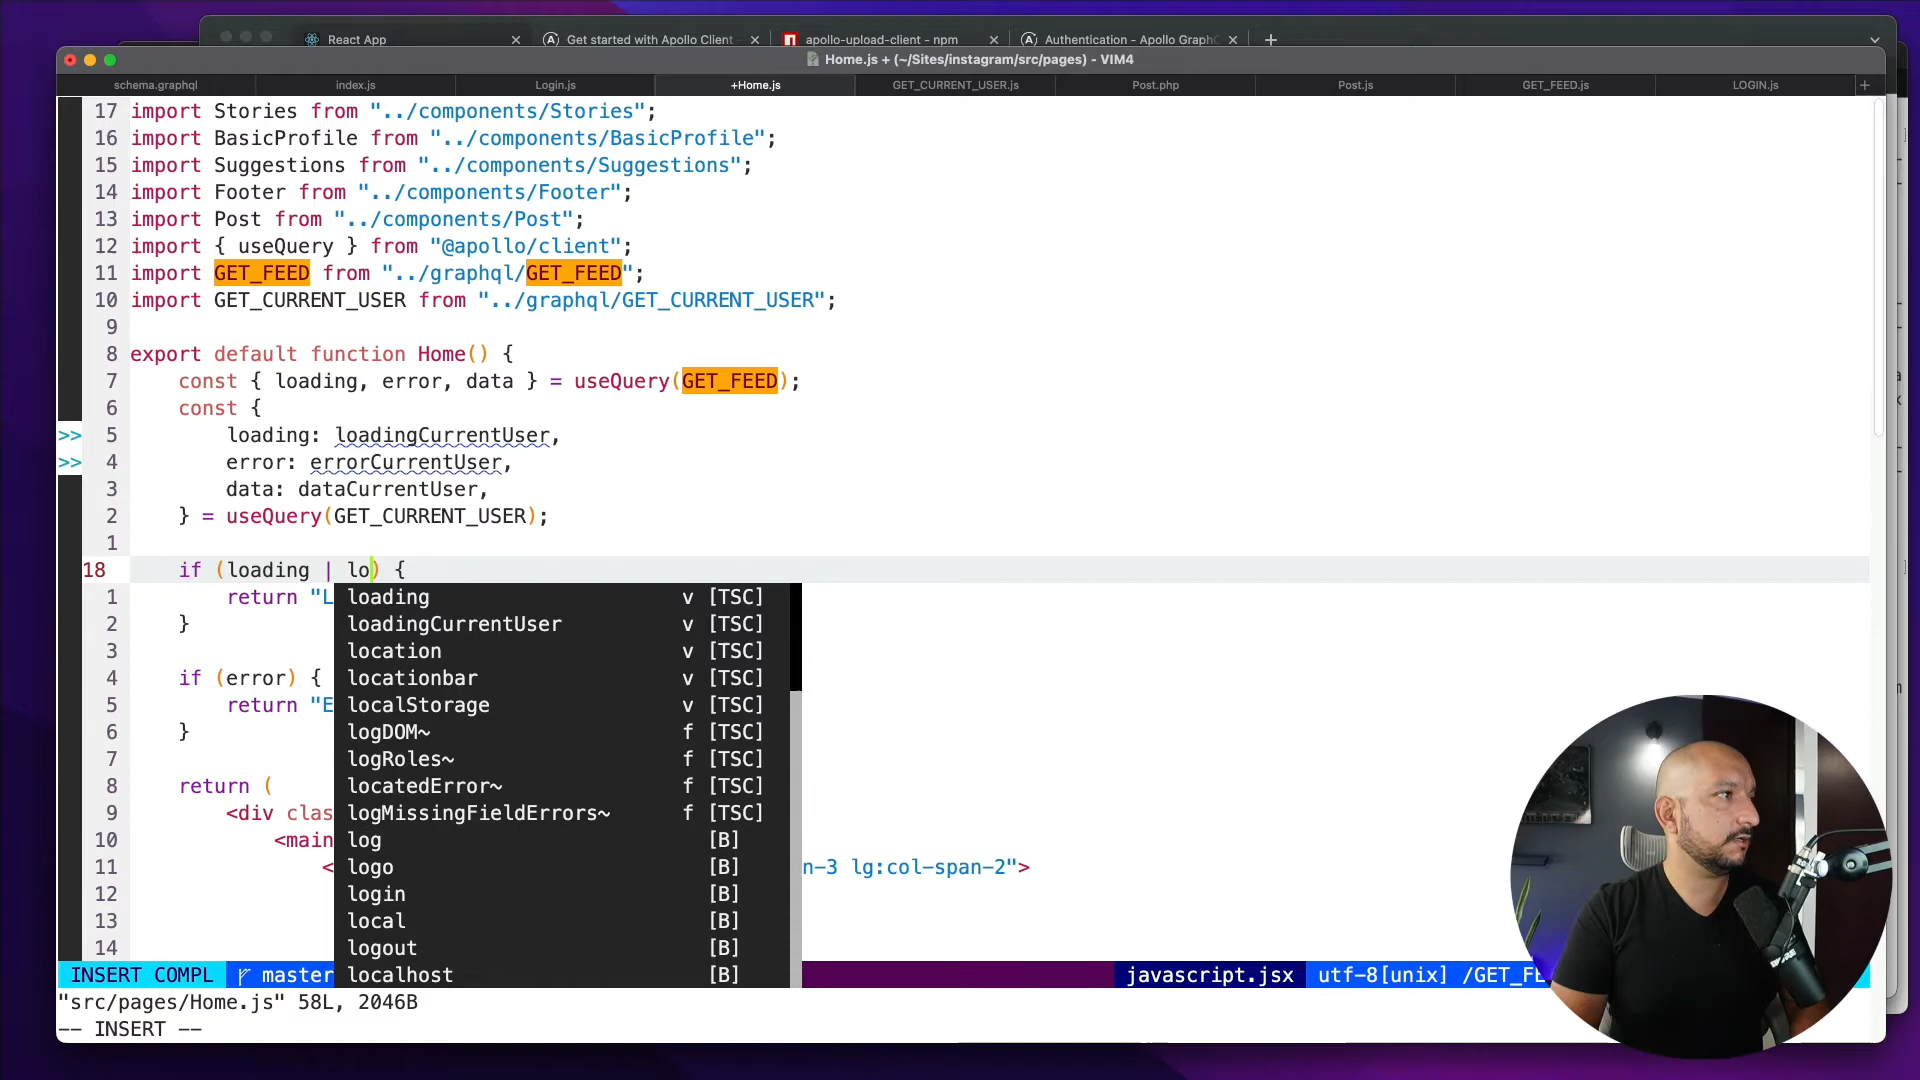 React App
Get started with Apollo Client
apollo-upload-client - npm
Authentication - Apollo GraphC
Home.js + (~/Sites/instagram/src/pages) - VIM4
schema.graphql
index.js
Login.js
+Home.js
GET_CURRENT_USER.js
Post.php
Post.js
GET_FEED.js
LOGIN.js
17 import Stories from "../components/Stories";
16 import BasicProfile from "../components/BasicProfile";
15 import Suggestions from "../components/Suggestions";
14 import Footer from "../components/Footer";
13 import Post from "../components/Post";
12 import { useQuery } from "@apollo/client";
11 import GET_FEED from "../graphql/GET_FEED";
10 import GET_CURRENT_USER from "../graphql/GET_CURRENT_USER";
9
8 export default function Home() {
7 const { loading, error, data } = useQuery(GET_FEED);
6 const {
>> 5 loading: loadingCurrentUser,
>> 4 error: errorCurrentUser,
3 data: dataCurrentUser,
2 } = useQuery(GET_CURRENT_USER);
1
18 if (loading | lo) {
1 return "L loading v [TSC]
2 } loadingCurrentUser v [TSC]
3 location v [TSC]
4 if (error) { locationbar v [TSC]
5 return "E localStorage v [TSC]
6 } logDOM~ f [TSC]
7 logRoles~ f [TSC]
8 return ( locatedError~ f [TSC]
9 <div clas logMissingFieldErrors~ f [TSC]
10 <main log [B]
11 < logo [B] n-3 lg:col-span-2">
12 login [B]
13 local [B]
14 logout [B]
INSERT COMPL master localhost [B] javascript.jsx utf-8[unix] /GET_FE
"src/pages/Home.js" 58L, 2046B
-- INSERT --